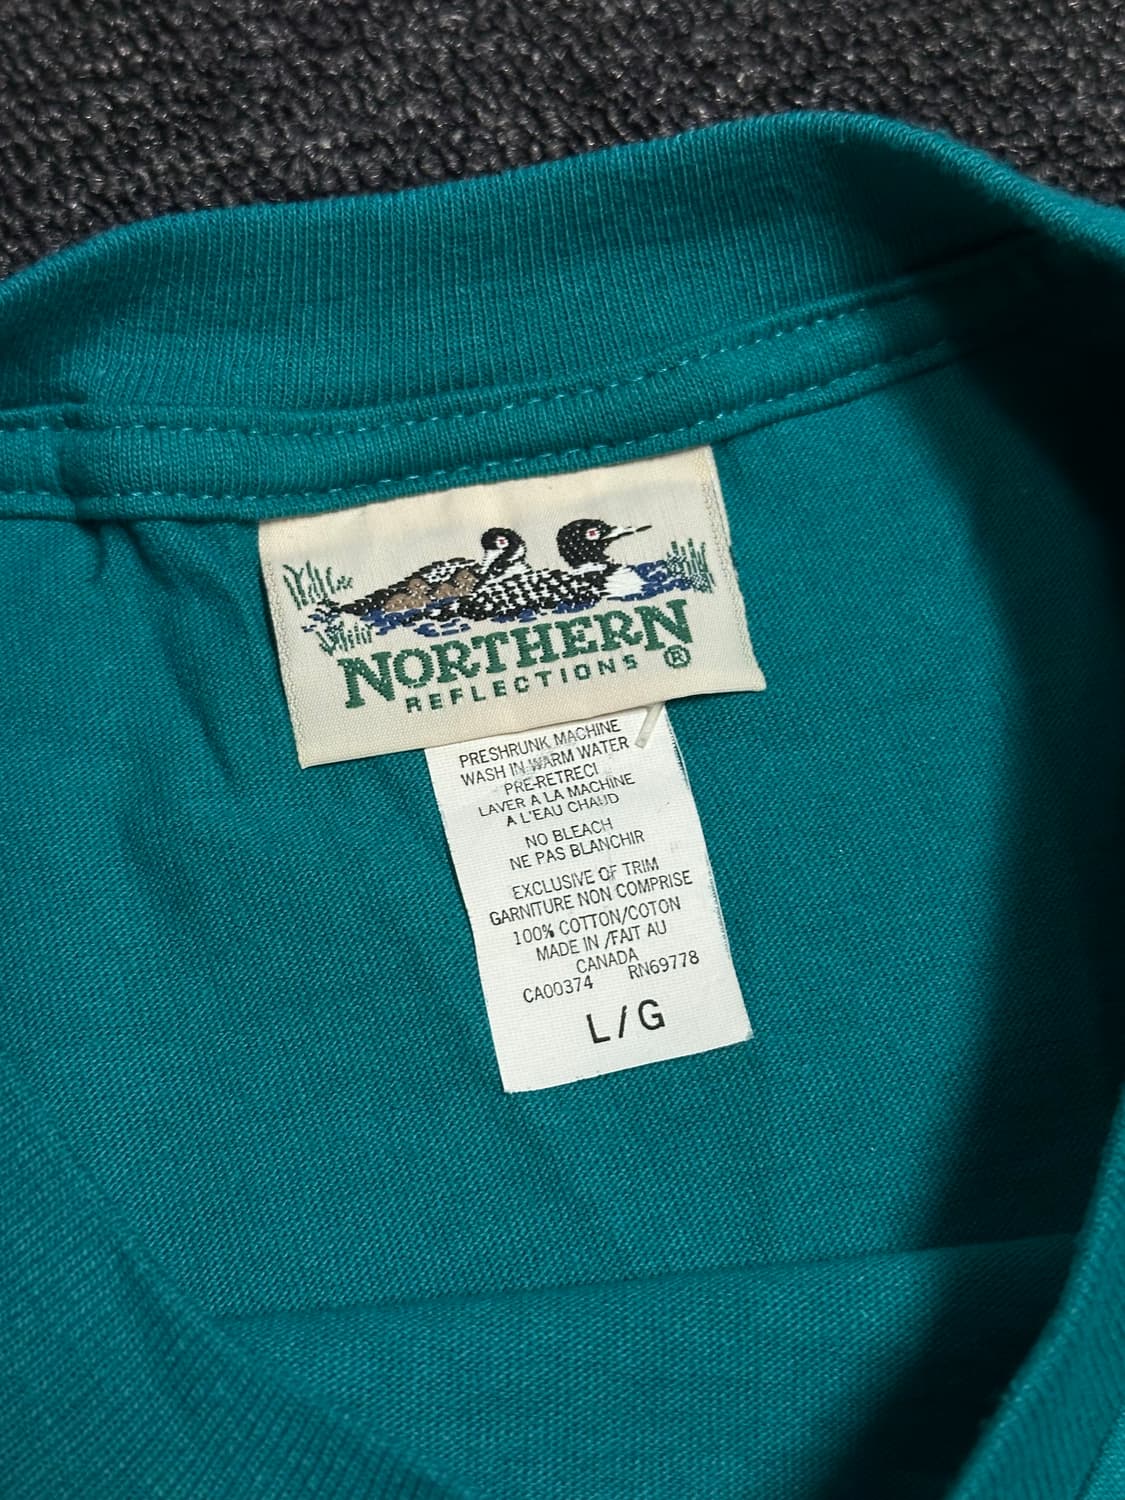 NORTHERN
REFLECTIONS ®
PRESHRUNK MACHINE
WASH IN WARM WATER
PRE-RETRECI
LAVER A LA MACHINE
A L'EAU CHAUD
NO BLEACH
NE PAS BLANCHIR
EXCLUSIVE OF TRIM
GARNITURE NON COMPRISE
100% COTTON/COTON
MADE IN /FAIT AU
CANADA
CA00374 RN69778
L/G